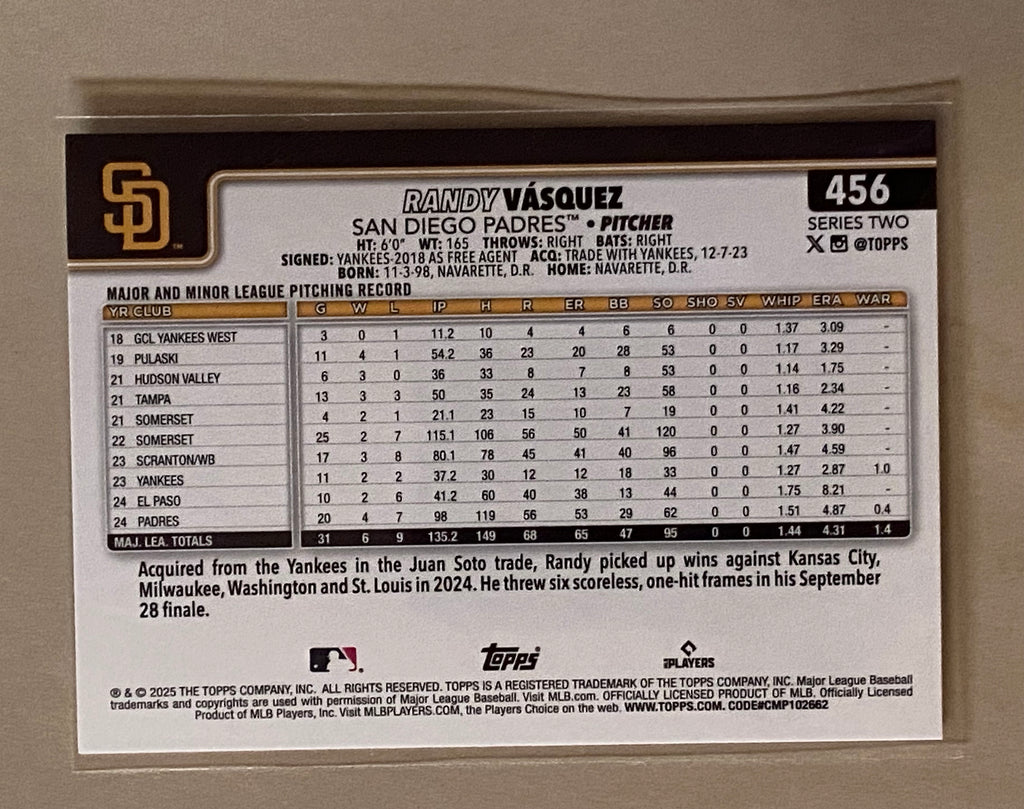 SD™
RANDY VÁSQUEZ
456
SAN DIEGO PADRES™ • PITCHER
SERIES TWO
HT: 6'0" WT: 165 THROWS: RIGHT BATS: RIGHT
X @TOPPS
SIGNED: YANKEES-2018 AS FREE AGENT ACQ: TRADE WITH YANKEES, 12-7-23
BORN: 11-3-98, NAVARETTE, D.R. HOME: NAVARETTE, D.R.
MAJOR AND MINOR LEAGUE PITCHING RECORD
YR CLUB G W L IP H R ER BB SO SHO SV WHIP ERA WAR
18 GCL YANKEES WEST 3 0 1 11.2 10 4 4 6 6 0 0 1.37 3.09 -
19 PULASKI 11 4 1 54.2 36 23 20 28 53 0 0 1.17 3.29 -
21 HUDSON VALLEY 6 3 0 36 33 8 7 8 53 0 0 1.14 1.75 -
21 TAMPA 13 3 3 50 35 24 13 23 58 0 0 1.16 2.34 -
21 SOMERSET 4 2 1 21.1 23 15 10 7 19 0 0 1.41 4.22 -
22 SOMERSET 25 2 7 115.1 106 56 50 41 120 0 0 1.27 3.90 -
23 SCRANTON/WB 17 3 8 80.1 78 45 41 40 96 0 0 1.47 4.59 -
23 YANKEES 11 2 2 37.2 30 12 12 18 33 0 0 1.27 2.87 1.0
24 EL PASO 10 2 6 41.2 60 40 38 13 44 0 0 1.75 8.21 -
24 PADRES 20 4 7 98 119 56 53 29 62 0 0 1.51 4.87 0.4
MAJ. LEA. TOTALS 31 6 9 135.2 149 68 65 47 95 0 0 1.44 4.31 1.4
Acquired from the Yankees in the Juan Soto trade, Randy picked up wins against Kansas City,
Milwaukee, Washington and St. Louis in 2024. He threw six scoreless, one-hit frames in his September
28 finale.
Topps
PLAYERS
® & © 2025 THE TOPPS COMPANY, INC. ALL RIGHTS RESERVED. TOPPS IS A REGISTERED TRADEMARK OF THE TOPPS COMPANY, INC. Major League Baseball
trademarks and copyrights are used with permission of Major League Baseball. Visit MLB.com. OFFICIALLY LICENSED PRODUCT OF MLB. Officially Licensed
Product of MLB Players, Inc. Visit MLBPLAYERS.COM, the Players Choice on the web. WWW.TOPPS.COM. CODE#CMP102662